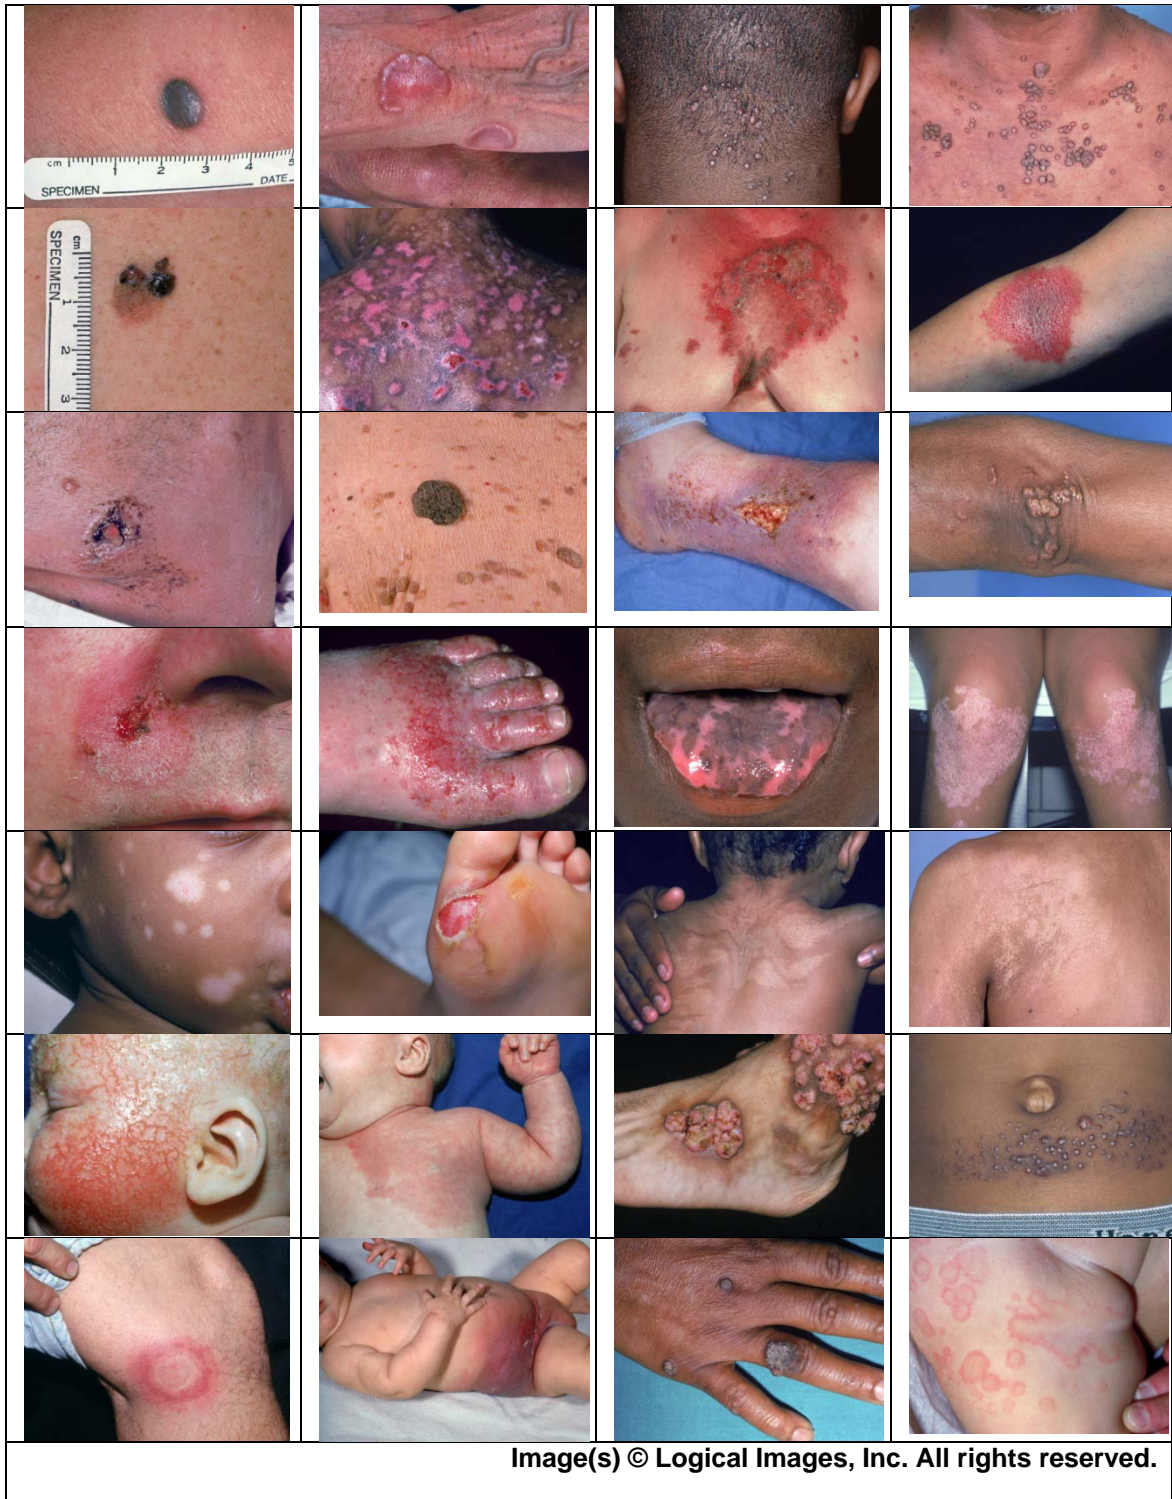 cm 1 2 3 4 5
SPECIMEN DATE
SPECIMEN
cm 1 2 3
Image(s) © Logical Images, Inc. All rights reserved.